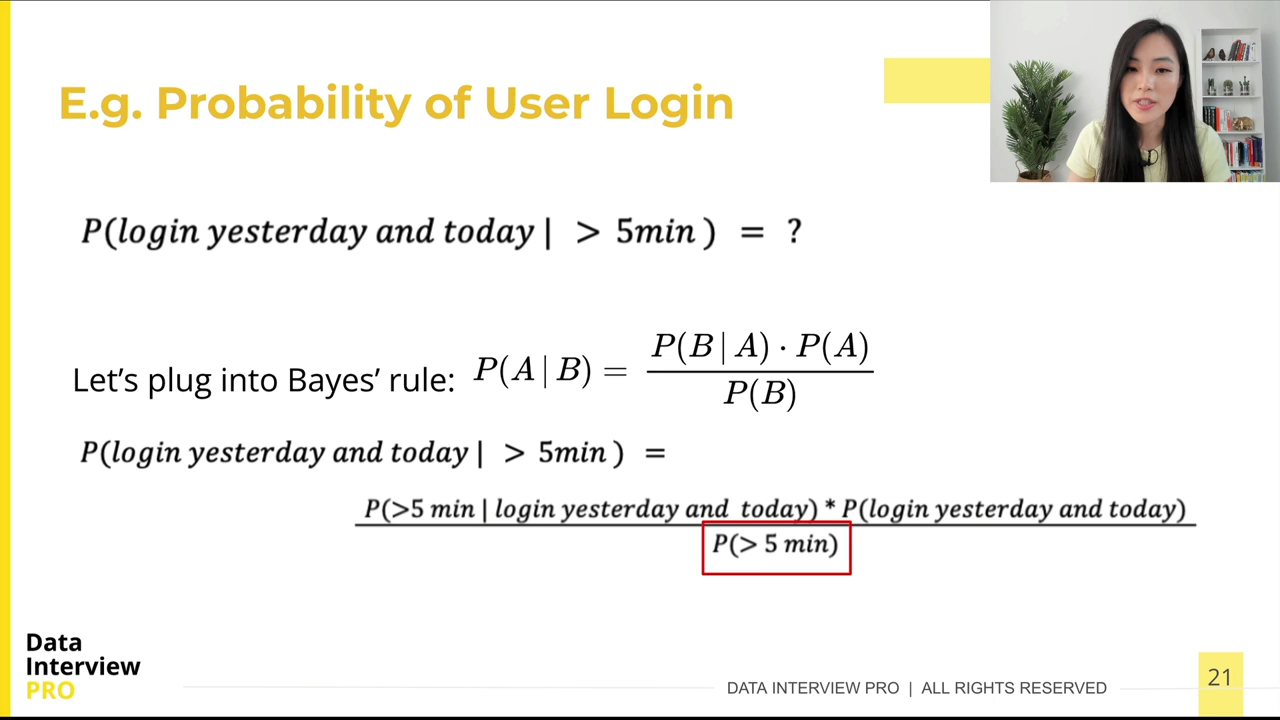 E.g. Probability of User Login
P(login yesterday and today | > 5min) = ?
Let’s plug into Bayes’ rule: P(A | B) = P(B | A) · P(A) / P(B)
P(login yesterday and today | > 5min) =
P(>5 min | login yesterday and today) * P(login yesterday and today)
P(> 5 min)
Data
Interview
PRO
DATA INTERVIEW PRO | ALL RIGHTS RESERVED
21